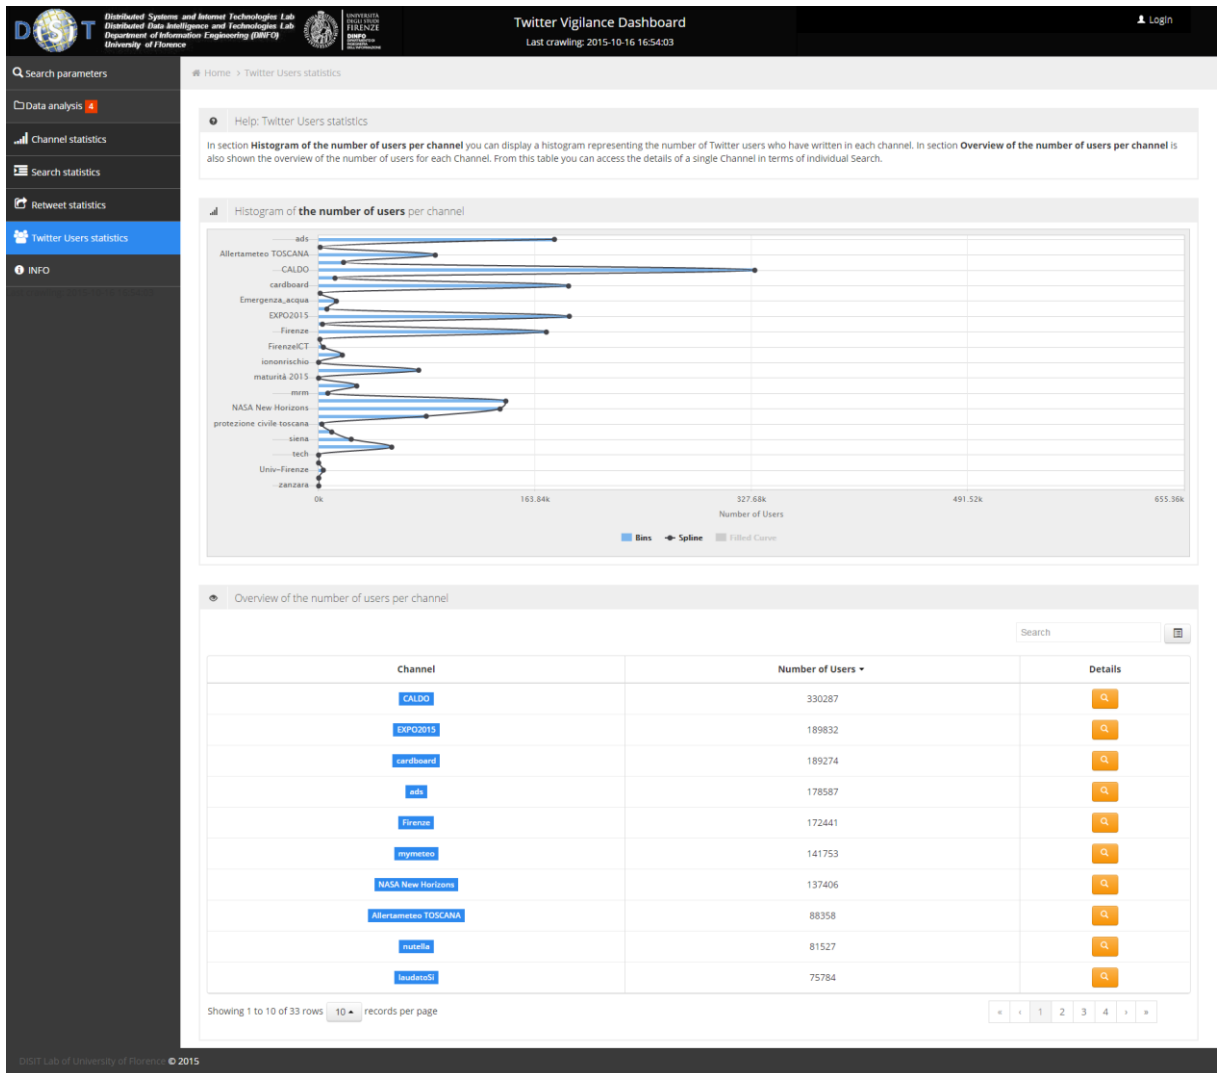 DISIT
Distributed Systems and Internet Technologies Lab
Distributed Data Intelligence and Technologies Lab
Department of Information Engineering (DINFO)
University of Florence
UNIVERSITÀ
DEGLI STUDI
FIRENZE
DINFO
Twitter Vigilance Dashboard
Last crawling: 2015-10-16 16:54:03
Login
Search parameters
Data analysis 4
Channel statistics
Search statistics
Retweet statistics
Twitter Users statistics
INFO
Home > Twitter Users statistics
Help: Twitter Users statistics
In section Histogram of the number of users per channel you can display a histogram representing the number of Twitter users who have written in each channel. In section Overview of the number of users per channel is
also shown the overview of the number of users for each Channel. From this table you can access the details of a single Channel in terms of individual Search.
Histogram of the number of users per channel
ads
Allertameteo TOSCANA
CALDO
cardboard
Emergenza_acqua
EXPO2015
Firenze
FirenzeICT
iononrischio
maturità 2015
mrm
NASA New Horizons
protezione civile toscana
siena
tech
Univ-Firenze
zanzara
0k 163.84k 327.68k 491.52k 655.36k
Number of Users
Bins Spline Filled Curve
Overview of the number of users per channel
Search
Channel Number of Users Details
CALDO 330287
EXPO2015 189832
cardboard 189274
ads 178587
Firenze 172441
mymeteo 141753
NASA New Horizons 137406
Allertameteo TOSCANA 88358
nutella 81527
laudatoSì 75784
Showing 1 to 10 of 33 rows 10 records per page
« ‹ 1 2 3 4 › »
DISIT Lab of University of Florence © 2015